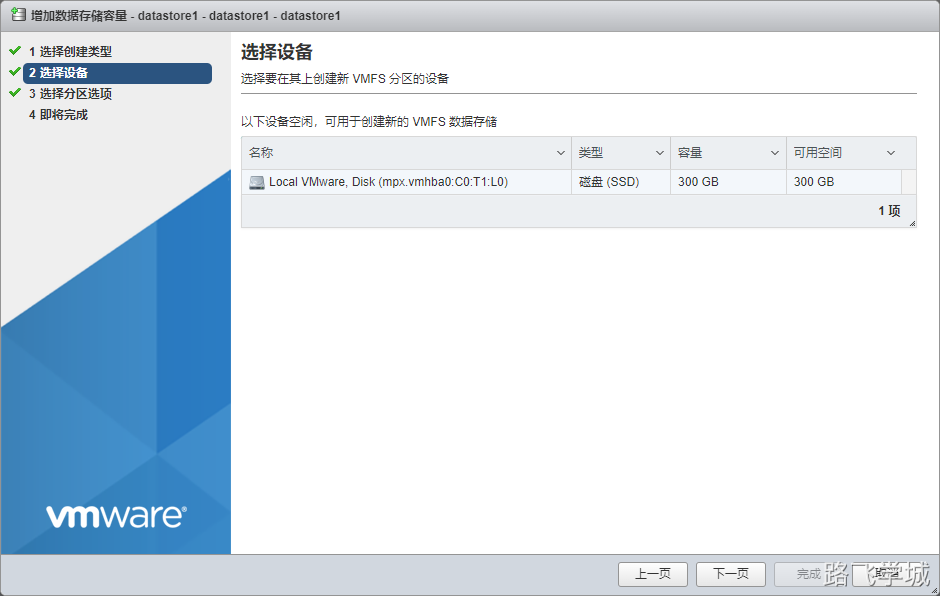 增加数据存储容量 - datastore1 - datastore1 - datastore1
1 选择创建类型
2 选择设备
3 选择分区选项
4 即将完成
选择设备
选择要在其上创建新 VMFS 分区的设备
以下设备空闲，可用于创建新的 VMFS 数据存储
名称 类型 容量 可用空间
Local VMware, Disk (mpx.vmhba0:C0:T1:L0) 磁盘 (SSD) 300 GB 300 GB
1 项
vmware®
上一页 下一页 完成 取消
路飞学城